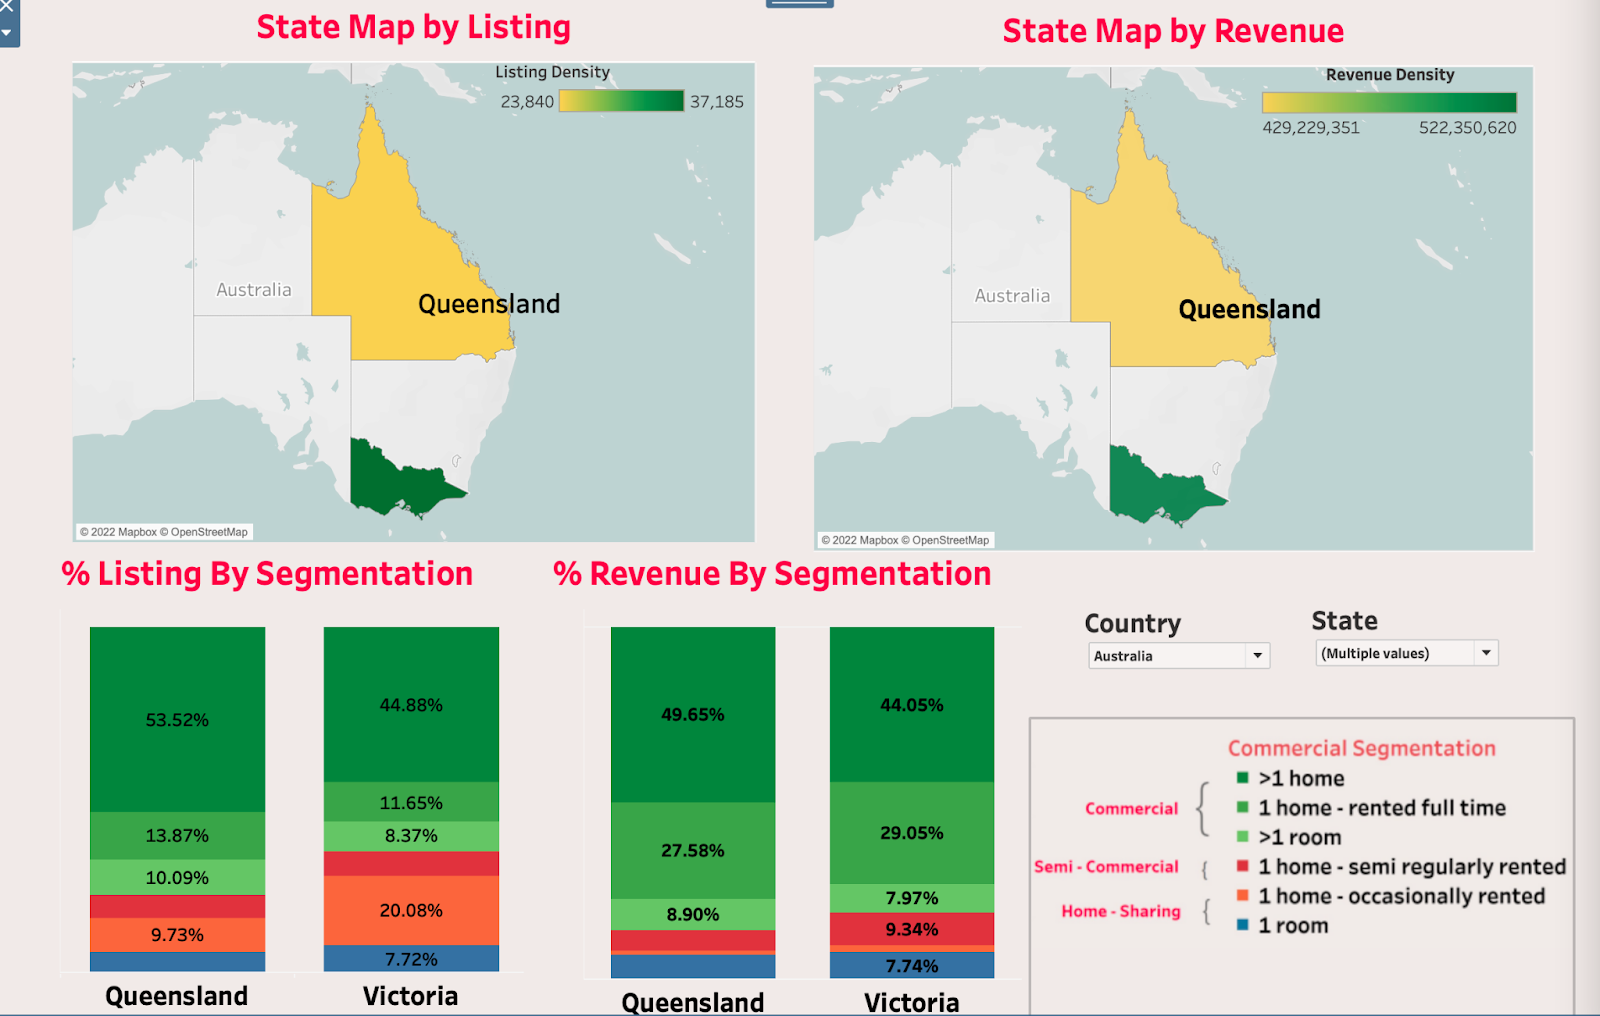 State Map by Listing
State Map by Revenue
Listing Density
23,840
37,185
Australia
Queensland
© 2022 Mapbox © OpenStreetMap
Revenue Density
429,229,351
522,350,620
Australia
Queensland
© 2022 Mapbox © OpenStreetMap
% Listing By Segmentation
53.52%
13.87%
10.09%
9.73%
Queensland
44.88%
11.65%
8.37%
20.08%
7.72%
Victoria
% Revenue By Segmentation
49.65%
27.58%
8.90%
Queensland
44.05%
29.05%
7.97%
9.34%
7.74%
Victoria
Country
Australia
State
(Multiple values)
Commercial Segmentation
Commercial
>1 home
1 home - rented full time
>1 room
Semi - Commercial
1 home - semi regularly rented
Home - Sharing
1 home - occasionally rented
1 room